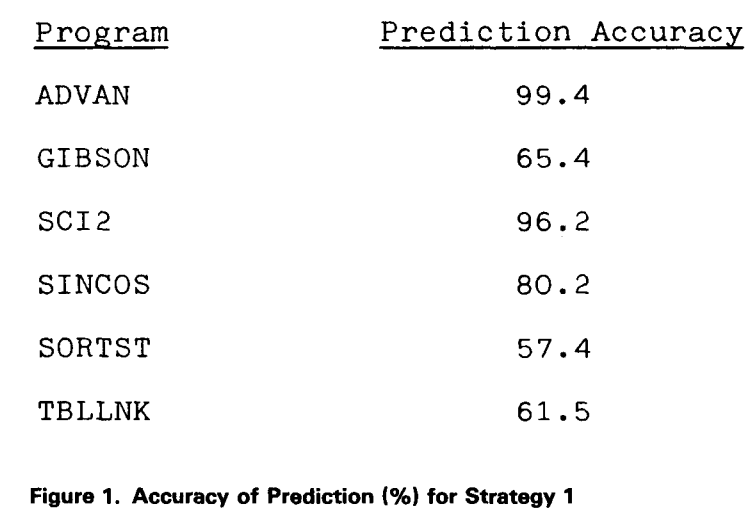 Program Prediction Accuracy
ADVAN 99.4
GIBSON 65.4
SCI2 96.2
SINCOS 80.2
SORTST 57.4
TBLLNK 61.5
Figure 1. Accuracy of Prediction (%) for Strategy 1